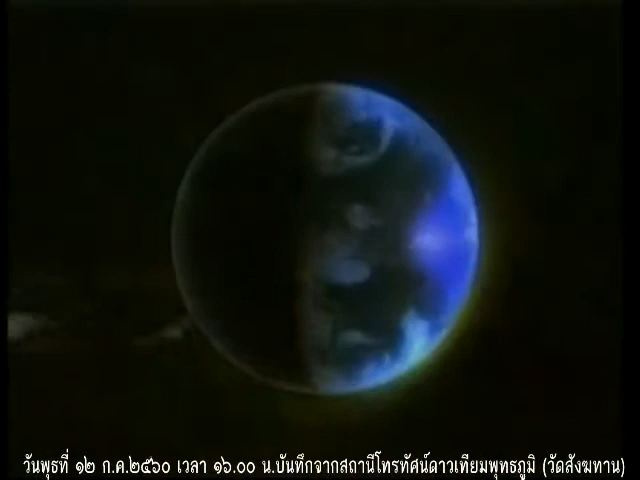 วันพุธที่ ๑๒ ก.ค.๒๕๖๐ เวลา ๑๖.๐๐ น.บันทึกจากสถานีโทรทัศน์ดาวเทียมพุทธภูมิ (วัดสังฆทาน)